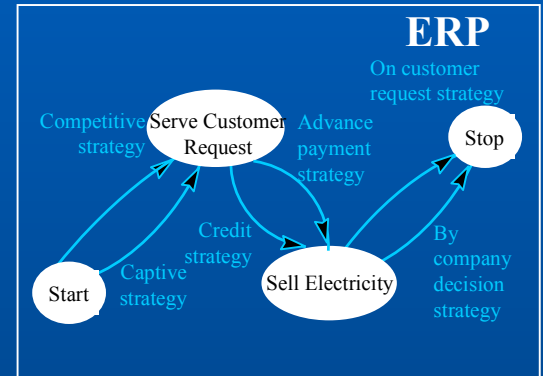 ERP
On customer
request strategy
Competitive
strategy
Serve Customer
Request
Advance
payment
strategy
Stop
Credit
strategy
By
company
decision
strategy
Captive
strategy
Start
Sell Electricity